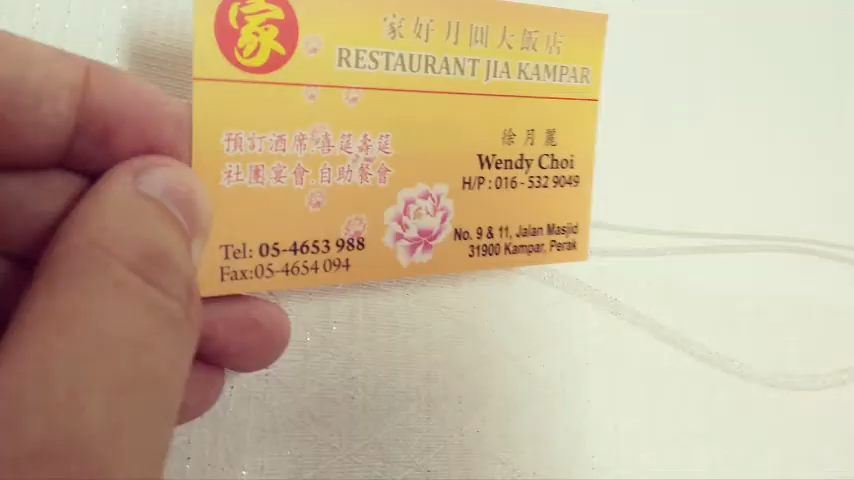 家
家好月圓大飯店
RESTAURANT JIA KAMPAR
預訂酒席.喜筵壽筵
社團宴會.自助餐會
徐月麗
Wendy Choi
H/P : 016 - 532 9049
Tel: 05-4653 988
Fax:05-4654 094
No. 9 & 11, Jalan Masjid
31900 Kampar, Perak